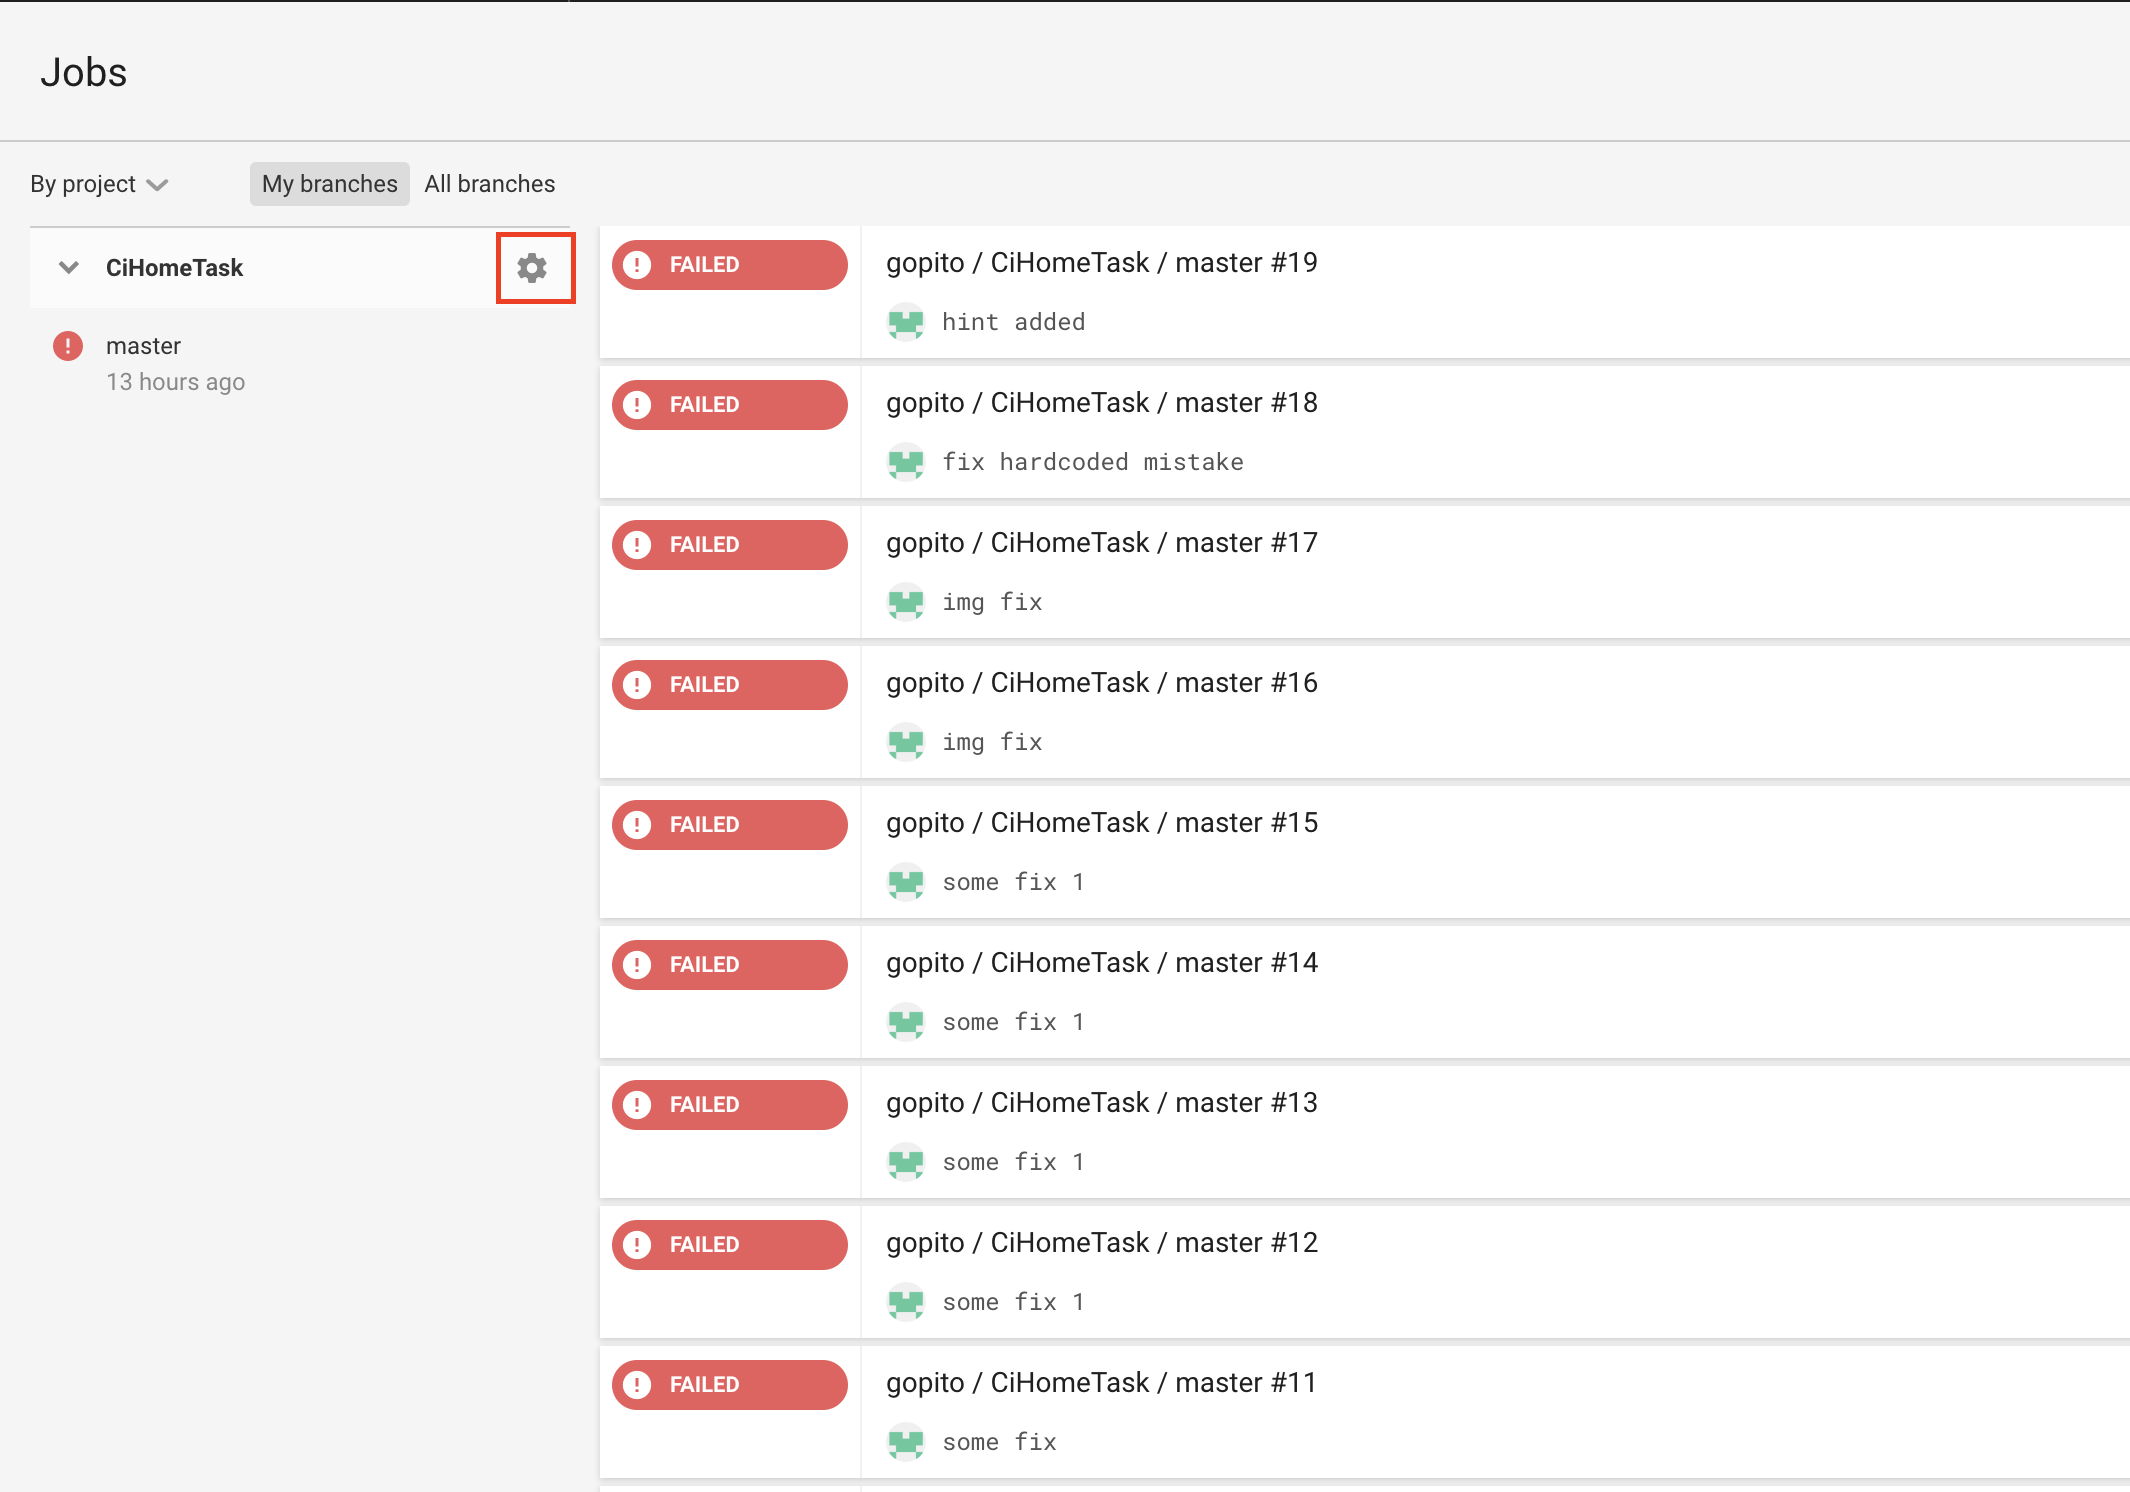 Jobs
By project
My branches
All branches
CiHomeTask
master
13 hours ago
FAILED
gopito / CiHomeTask / master #19
hint added
FAILED
gopito / CiHomeTask / master #18
fix hardcoded mistake
FAILED
gopito / CiHomeTask / master #17
img fix
FAILED
gopito / CiHomeTask / master #16
img fix
FAILED
gopito / CiHomeTask / master #15
some fix 1
FAILED
gopito / CiHomeTask / master #14
some fix 1
FAILED
gopito / CiHomeTask / master #13
some fix 1
FAILED
gopito / CiHomeTask / master #12
some fix 1
FAILED
gopito / CiHomeTask / master #11
some fix